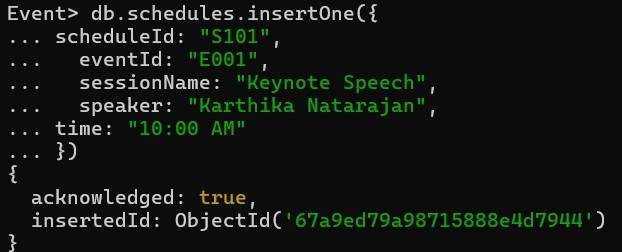 Event> db.schedules.insertOne({
... scheduleId: "S101",
...   eventId: "E001",
...   sessionName: "Keynote Speech",
...   speaker: "Karthika Natarajan",
... time: "10:00 AM"
... })
{
  acknowledged: true,
  insertedId: ObjectId('67a9ed79a98715888e4d7944')
}